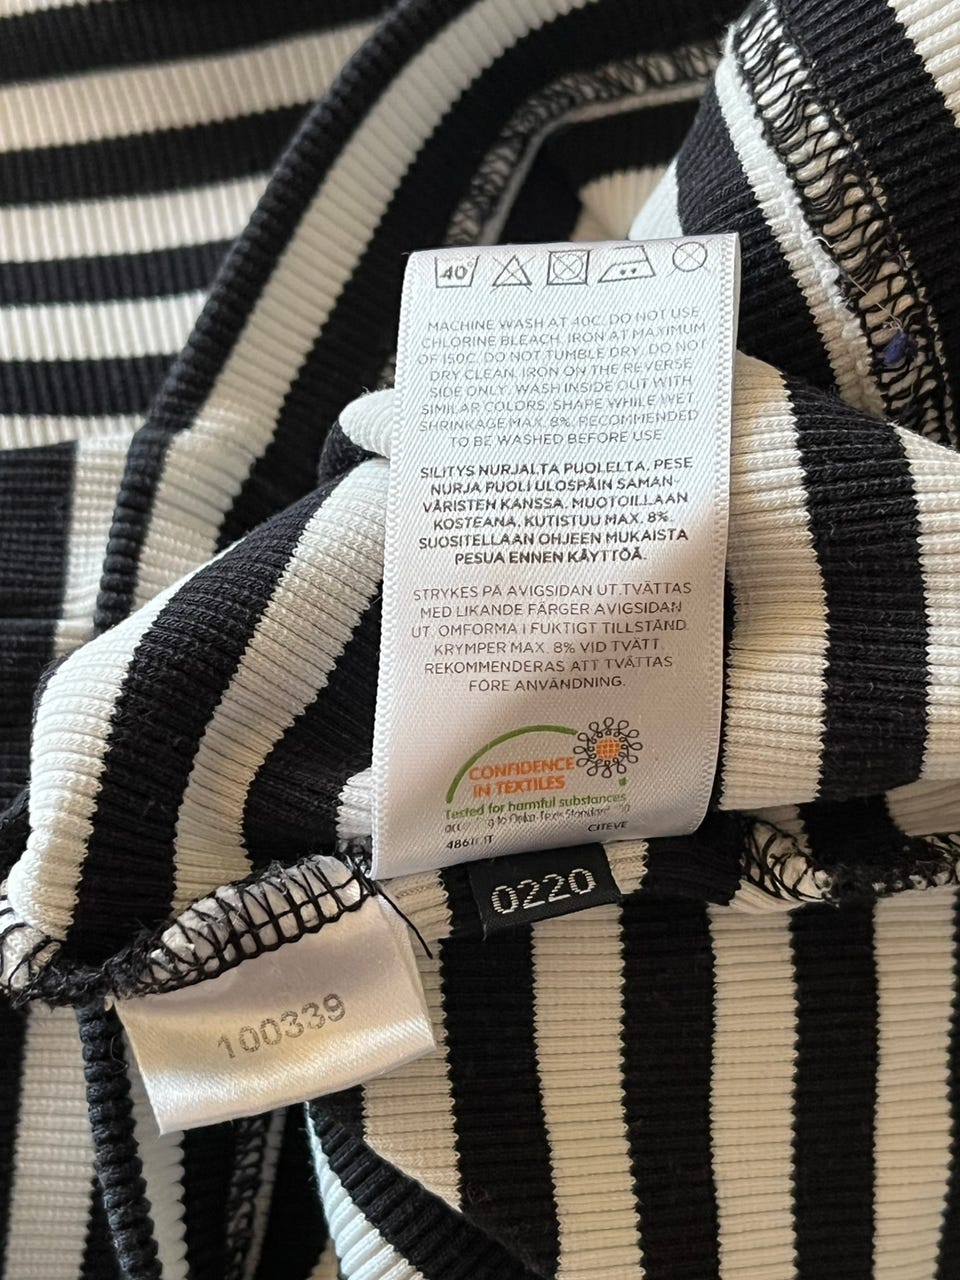 40°
MACHINE WASH AT 40C. DO NOT USE
CHLORINE BLEACH. IRON AT MAXIMUM
OF 150C. DO NOT TUMBLE DRY. DO NOT
DRY CLEAN. IRON ON THE REVERSE
SIDE ONLY. WASH INSIDE OUT WITH
SIMILAR COLORS. SHAPE WHILE WET.
SHRINKAGE MAX. 8%. RECOMMENDED
TO BE WASHED BEFORE USE.
SILITYS NURJALTA PUOLELTA. PESE
NURJA PUOLI ULOSPÄIN SAMAN-
VÄRISTEN KANSSA. MUOTOILLAAN
KOSTEANA. KUTISTUU MAX. 8%.
SUOSITELLAAN OHJEEN MUKAISTA
PESUA ENNEN KÄYTTÖÄ.
STRYKES PÅ AVIGSIDAN UT.TVÄTTAS
MED LIKANDE FÄRGER AVIGSIDAN
UT. OMFORMA I FUKTIGT TILLSTÅND.
KRYMPER MAX. 8% VID TVÄTT.
REKOMMENDERAS ATT TVÄTTAS
FÖRE ANVÄNDNING.
CONFIDENCE
IN TEXTILES
Tested for harmful substances
to Oeko-Tex Standard
CITEVE
0220
100339